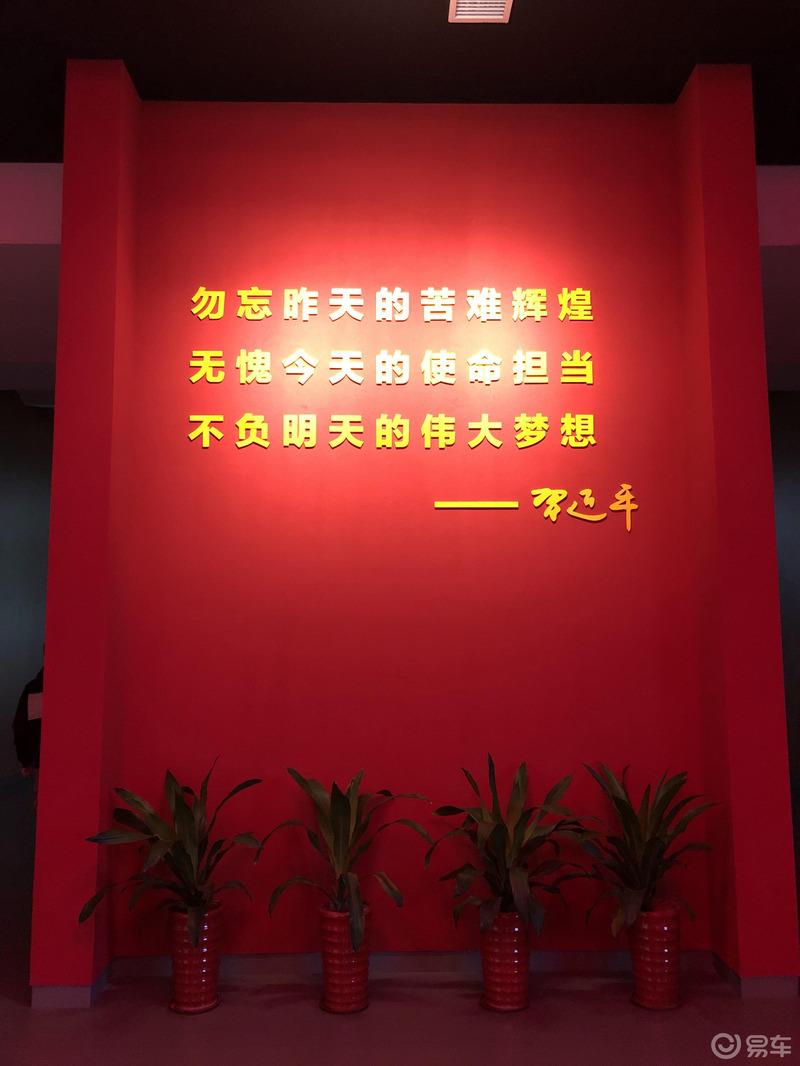 勿忘昨天的苦难辉煌
无愧今天的使命担当
不负明天的伟大梦想
——习近平
易车